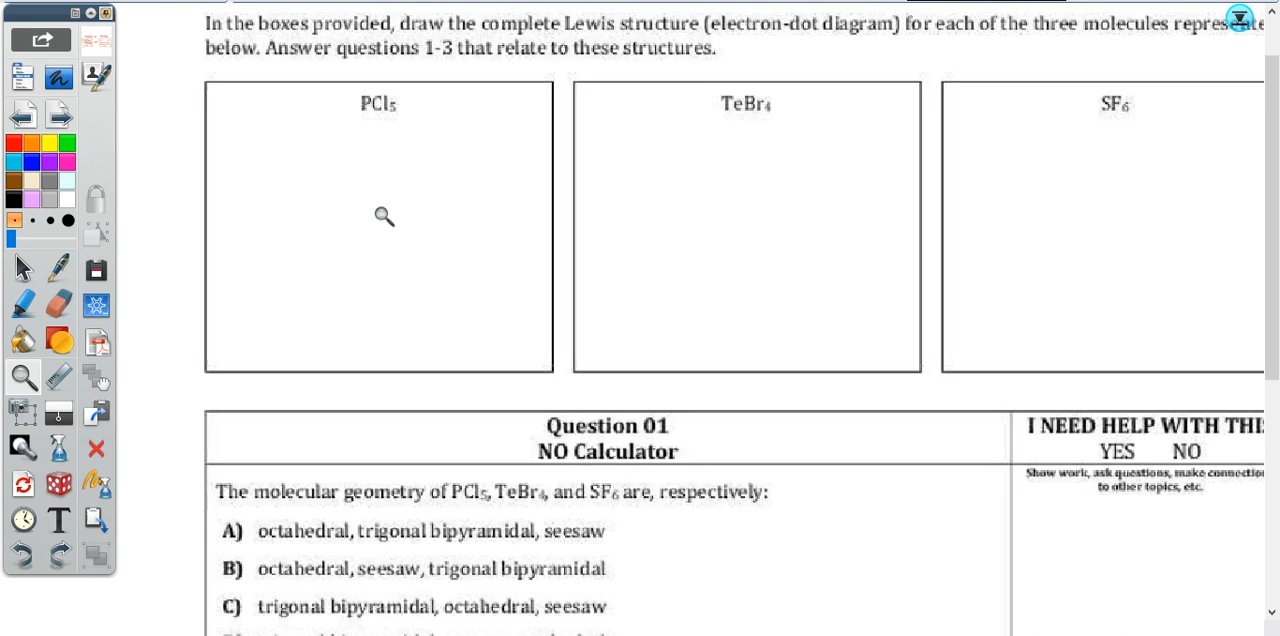 In the boxes provided, draw the complete Lewis structure (electron-dot diagram) for each of the three molecules
below. Answer questions 1-3 that relate to these structures.
PCl₅
TeBr₄
SF₆
Question 01
NO Calculator
I NEED HELP WITH THI
YES NO
Show work, ask questions, make connection
to other topics, etc.
The molecular geometry of PCl₅, TeBr₄, and SF₆ are, respectively:
A) octahedral, trigonal bipyramidal, seesaw
B) octahedral, seesaw, trigonal bipyramidal
C) trigonal bipyramidal, octahedral, seesaw